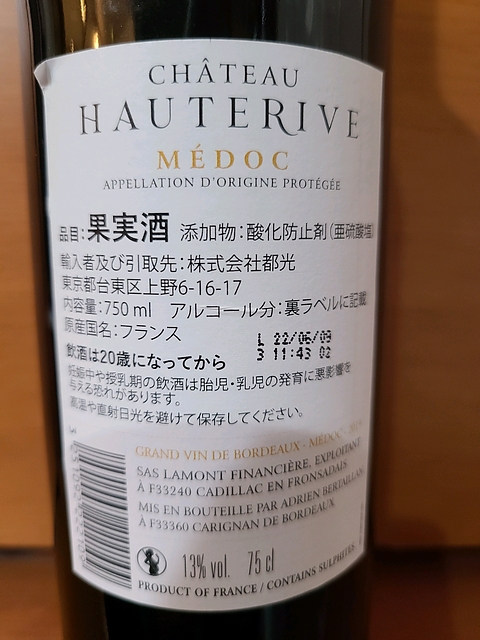 CHÂTEAU
HAUTERIVE
MÉDOC
APPELLATION D'ORIGINE PROTÉGÉE
品目:果実酒 添加物:酸化防止剤(亜硫酸塩)
輸入者及び引取先:株式会社都光
東京都台東区上野6-16-17
内容量:750 ml アルコール分:裏ラベルに記載
原産国名:フランス
L 22/06/09
3 11:43 02
飲酒は20歳になってから
妊娠中や授乳期の飲酒は胎児・乳児の発育に悪影響を
与える恐れがあります。
高温や直射日光を避けて保存してください。
GRAND VIN DE BORDEAUX - MÉDOC
SAS LAMONT FINANCIÈRE, EXPLOITANT
À F33240 CADILLAC EN FRONSADAIS
MIS EN BOUTEILLE PAR ADRIEN BERTAILLAN
À F33360 CARIGNAN DE BORDEAUX
13% vol. 75 cl
PRODUCT OF FRANCE / CONTAINS SULPHITES